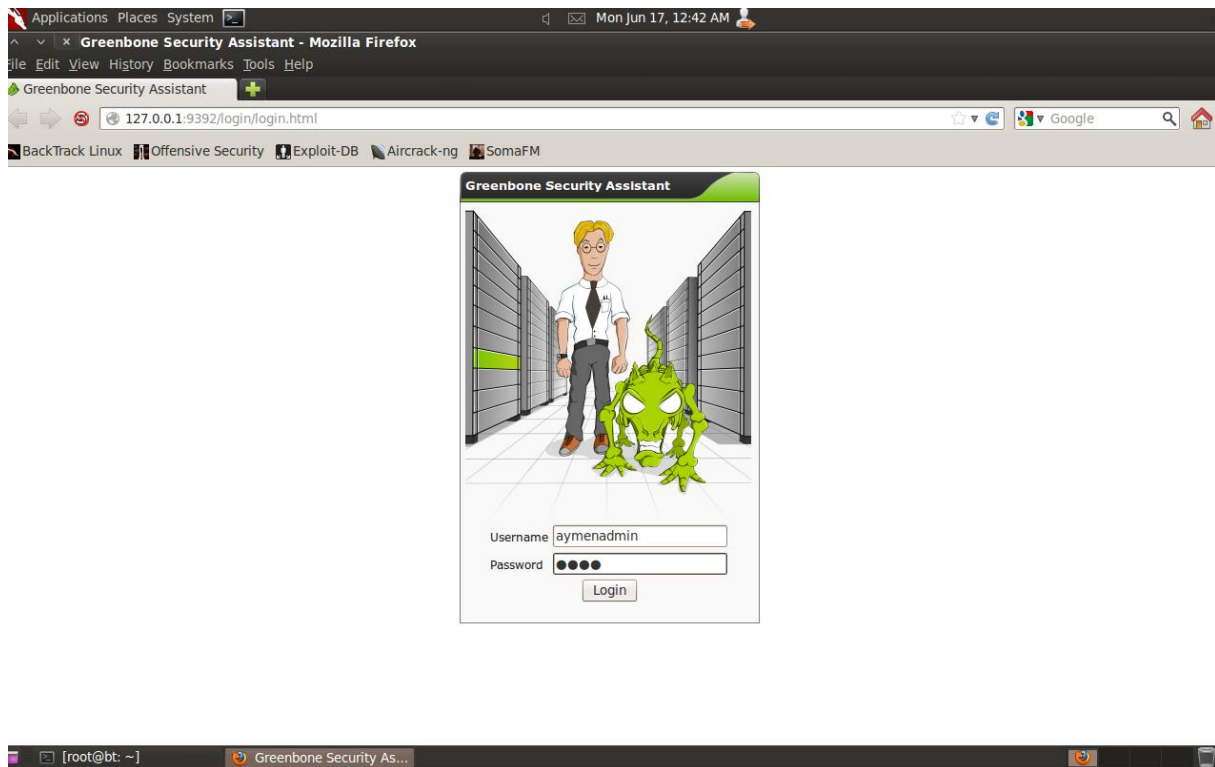 Applications Places System
Mon Jun 17, 12:42 AM
Greenbone Security Assistant - Mozilla Firefox
File Edit View History Bookmarks Tools Help
Greenbone Security Assistant
127.0.0.1:9392/login/login.html
Google
BackTrack Linux Offensive Security Exploit-DB Aircrack-ng SomaFM
Greenbone Security Assistant
Username aymenadmin
Password ●●●●
Login
[root@bt: ~] Greenbone Security As...